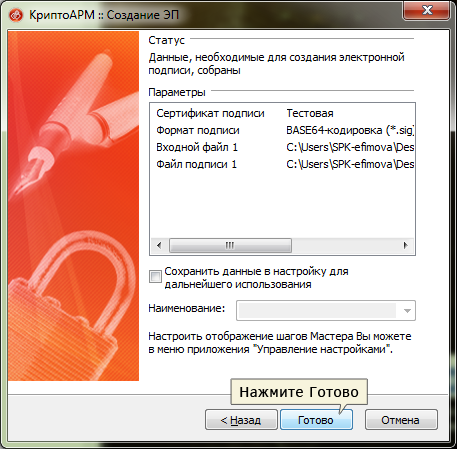 КриптоАРМ :: Создание ЭП
Статус
Данные, необходимые для создания электронной
подписи, собраны
Параметры
Сертификат подписи Тестовая
Формат подписи BASE64-кодировка (*.sig)
Входной файл 1 C:\Users\SPK-efimova\Des
Файл подписи 1 C:\Users\SPK-efimova\Des
Сохранить данные в настройку для
дальнейшего использования
Наименование:
Настроить отображение шагов Мастера Вы можете
в меню приложения "Управление настройками".
Нажмите Готово
< Назад Готово Отмена